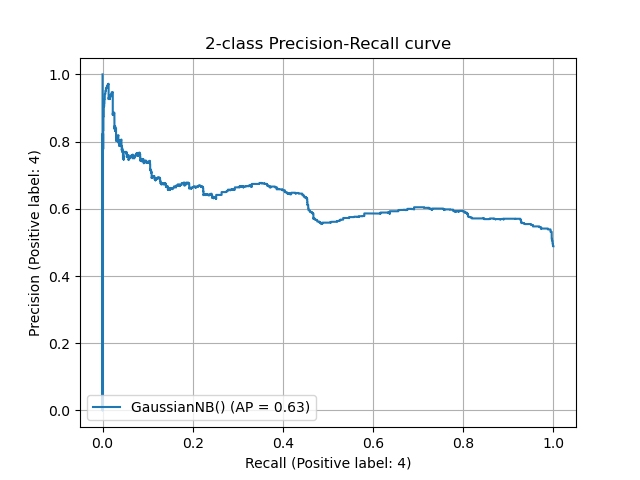 2-class Precision-Recall curve
1.0
0.8
0.6
0.4
0.2
0.0
Precision (Positive label: 4)
GaussianNB() (AP = 0.63)
0.0 0.2 0.4 0.6 0.8 1.0
Recall (Positive label: 4)